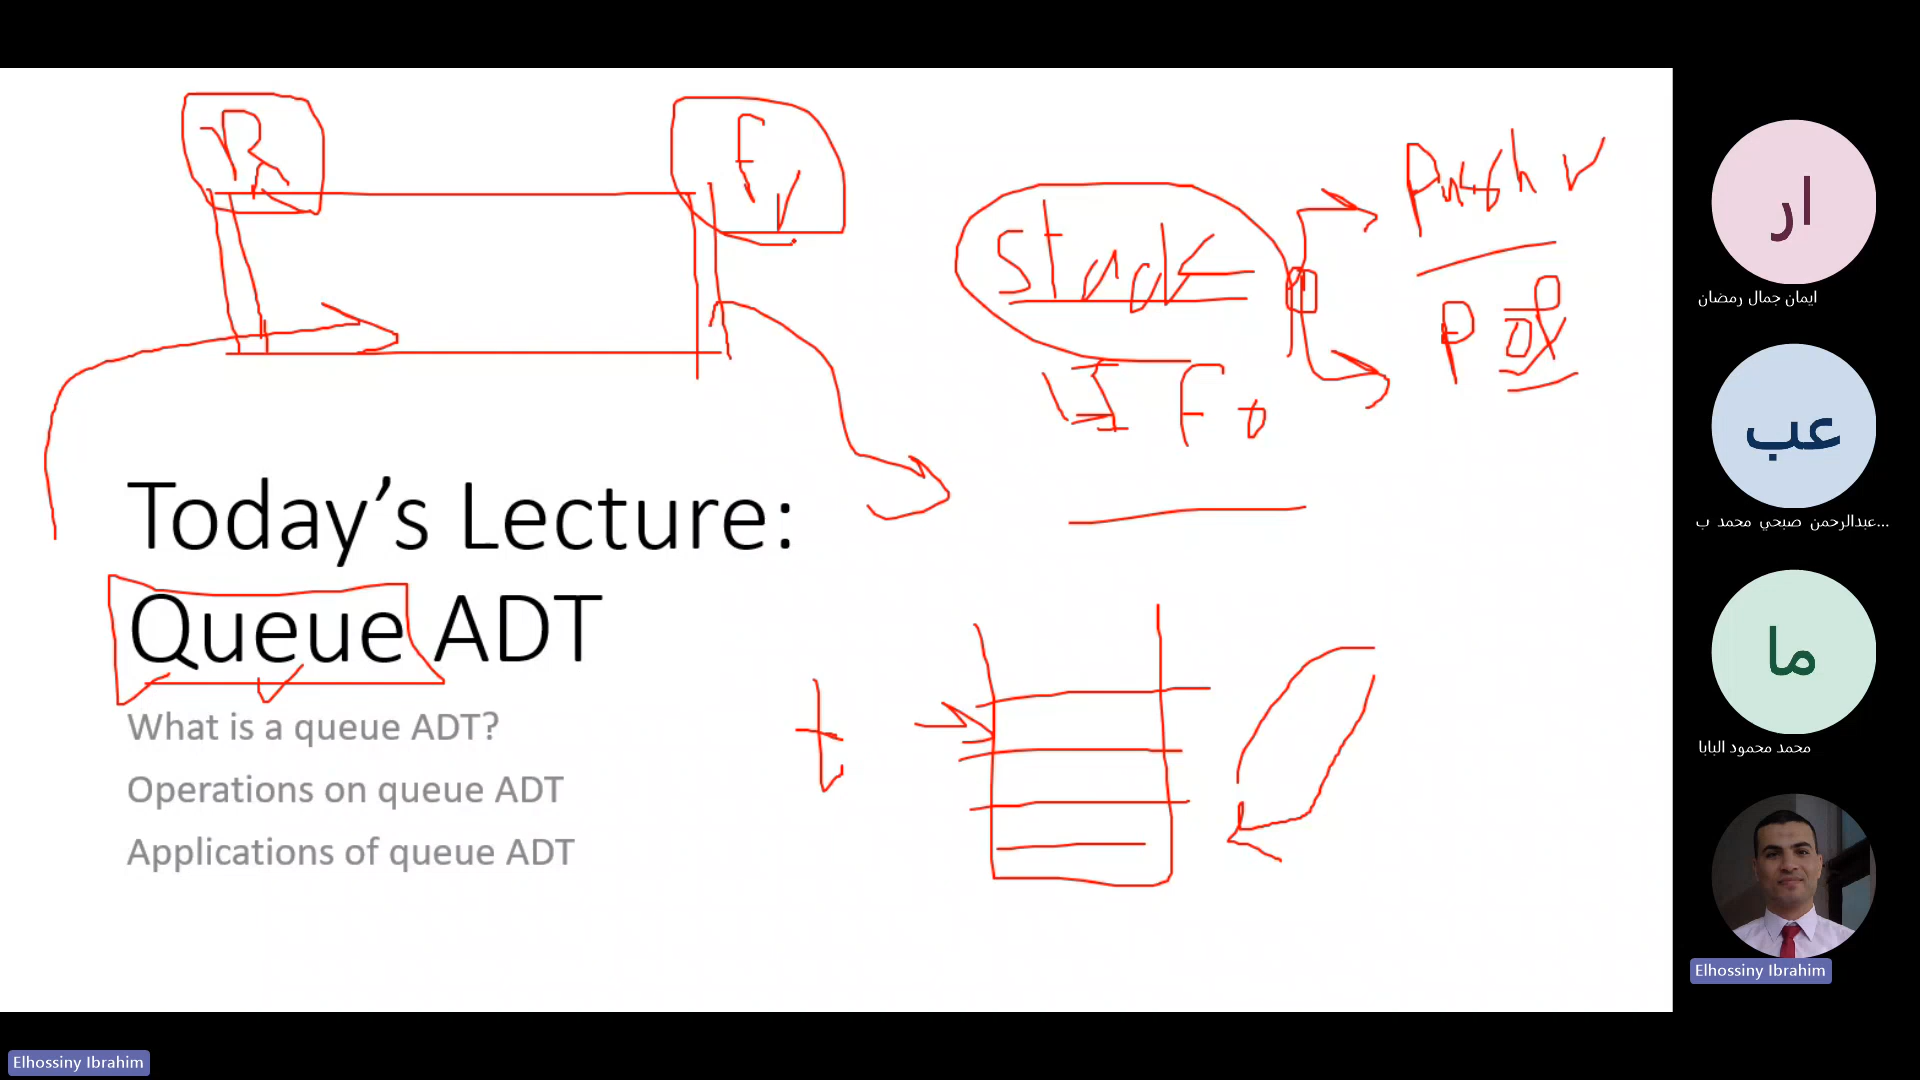 R
F
Stack
Push
Pop
LIFO
Today's Lecture:
Queue ADT
What is a queue ADT?
Operations on queue ADT
Applications of queue ADT
t
ار
ايمان جمال رمضان
عب
عبدالرحمن صبحي محمد ب...
ما
محمد محمود البابا
Elhossiny Ibrahim
Elhossiny Ibrahim